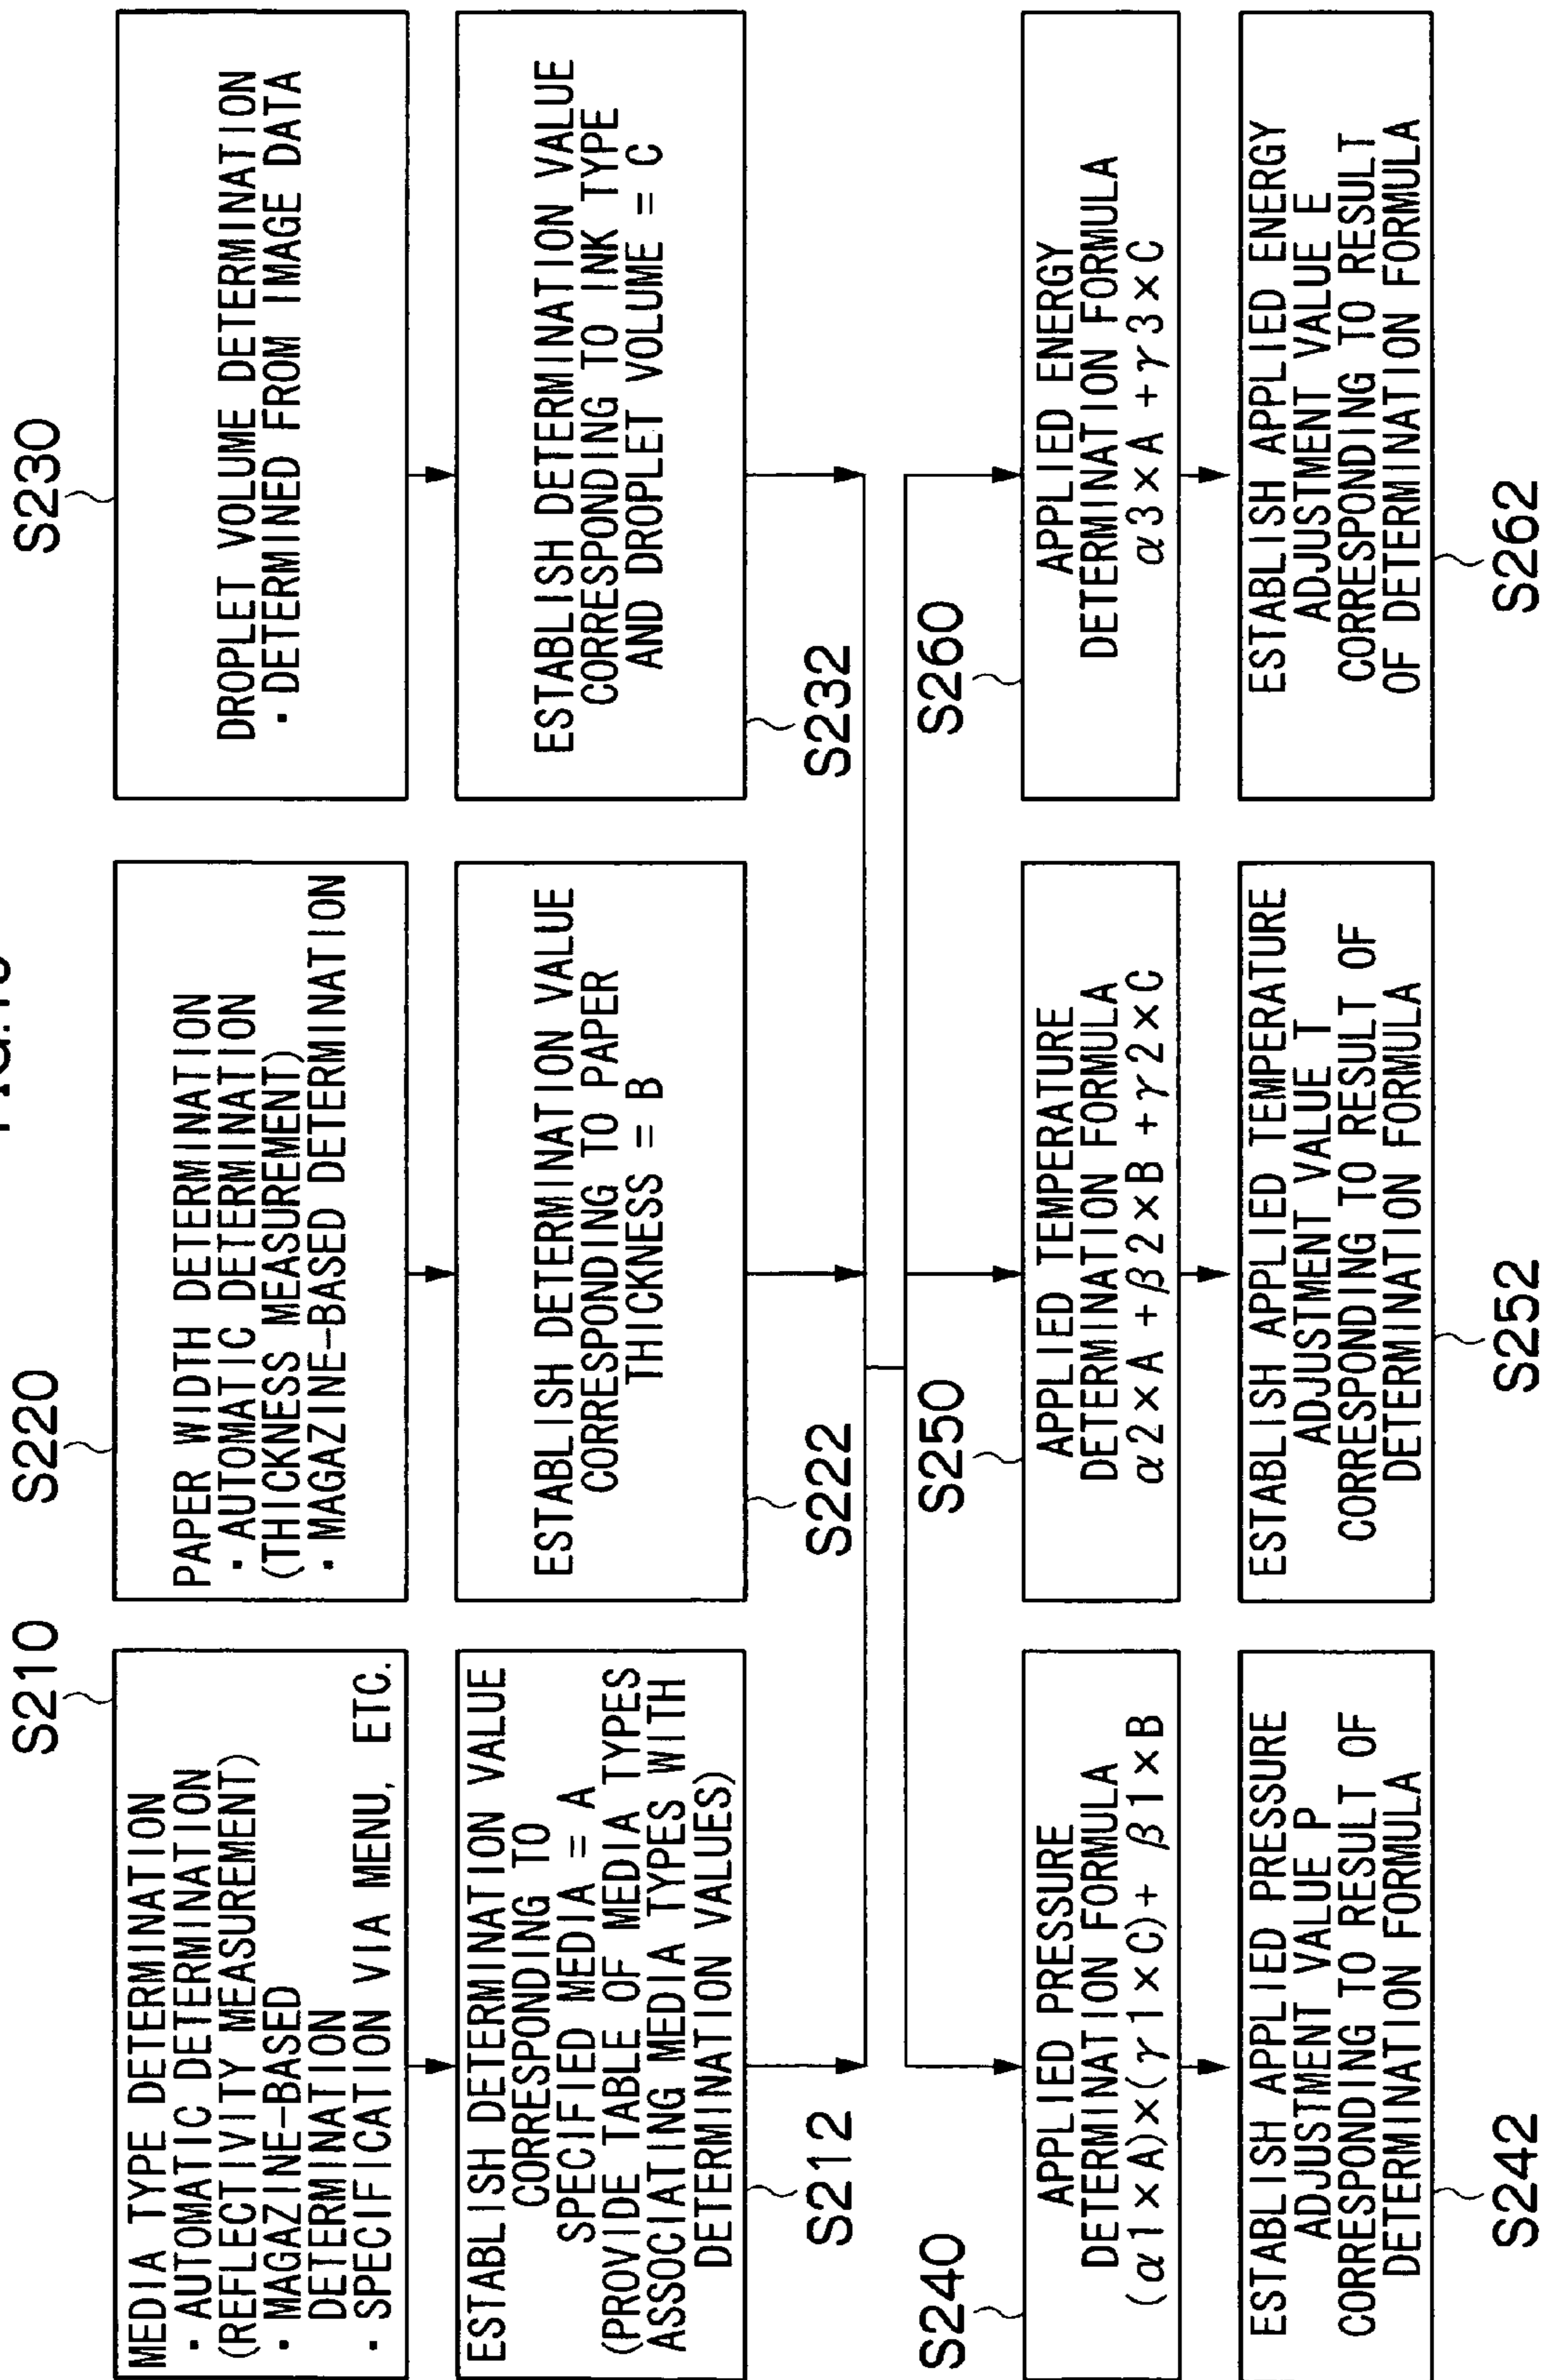 S210
MEDIA TYPE DETERMINATION
・AUTOMATIC DETERMINATION
(REFLECTIVITY MEASUREMENT)
・MAGAZINE-BASED
DETERMINATION
・SPECIFICATION VIA MENU, ETC.
S220
PAPER WIDTH DETERMINATION
・AUTOMATIC DETERMINATION
(THICKNESS MEASUREMENT)
・MAGAZINE-BASED DETERMINATION
S230
DROPLET VOLUME DETERMINATION
・DETERMINED FROM IMAGE DATA
ESTABLISH DETERMINATION VALUE
CORRESPONDING TO
SPECIFIED MEDIA = A
(PROVIDE TABLE OF MEDIA TYPES
ASSOCIATING MEDIA TYPES WITH
DETERMINATION VALUES)
S212
ESTABLISH DETERMINATION VALUE
CORRESPONDING TO PAPER
THICKNESS = B
S222
ESTABLISH DETERMINATION VALUE
CORRESPONDING TO INK TYPE
AND DROPLET VOLUME = C
S232
S240
APPLIED PRESSURE
DETERMINATION FORMULA
(α1×A)×(γ1×C)+ β1×B
S250
APPLIED TEMPERATURE
DETERMINATION FORMULA
α2×A +β2×B +γ2×C
S260
APPLIED ENERGY
DETERMINATION FORMULA
α3×A +γ3×C
ESTABLISH APPLIED PRESSURE
ADJUSTMENT VALUE P
CORRESPONDING TO RESULT OF
DETERMINATION FORMULA
S242
ESTABLISH APPLIED TEMPERATURE
ADJUSTMENT VALUE T
CORRESPONDING TO RESULT OF
DETERMINATION FORMULA
S252
ESTABLISH APPLIED ENERGY
ADJUSTMENT VALUE E
CORRESPONDING TO RESULT
OF DETERMINATION FORMULA
S262